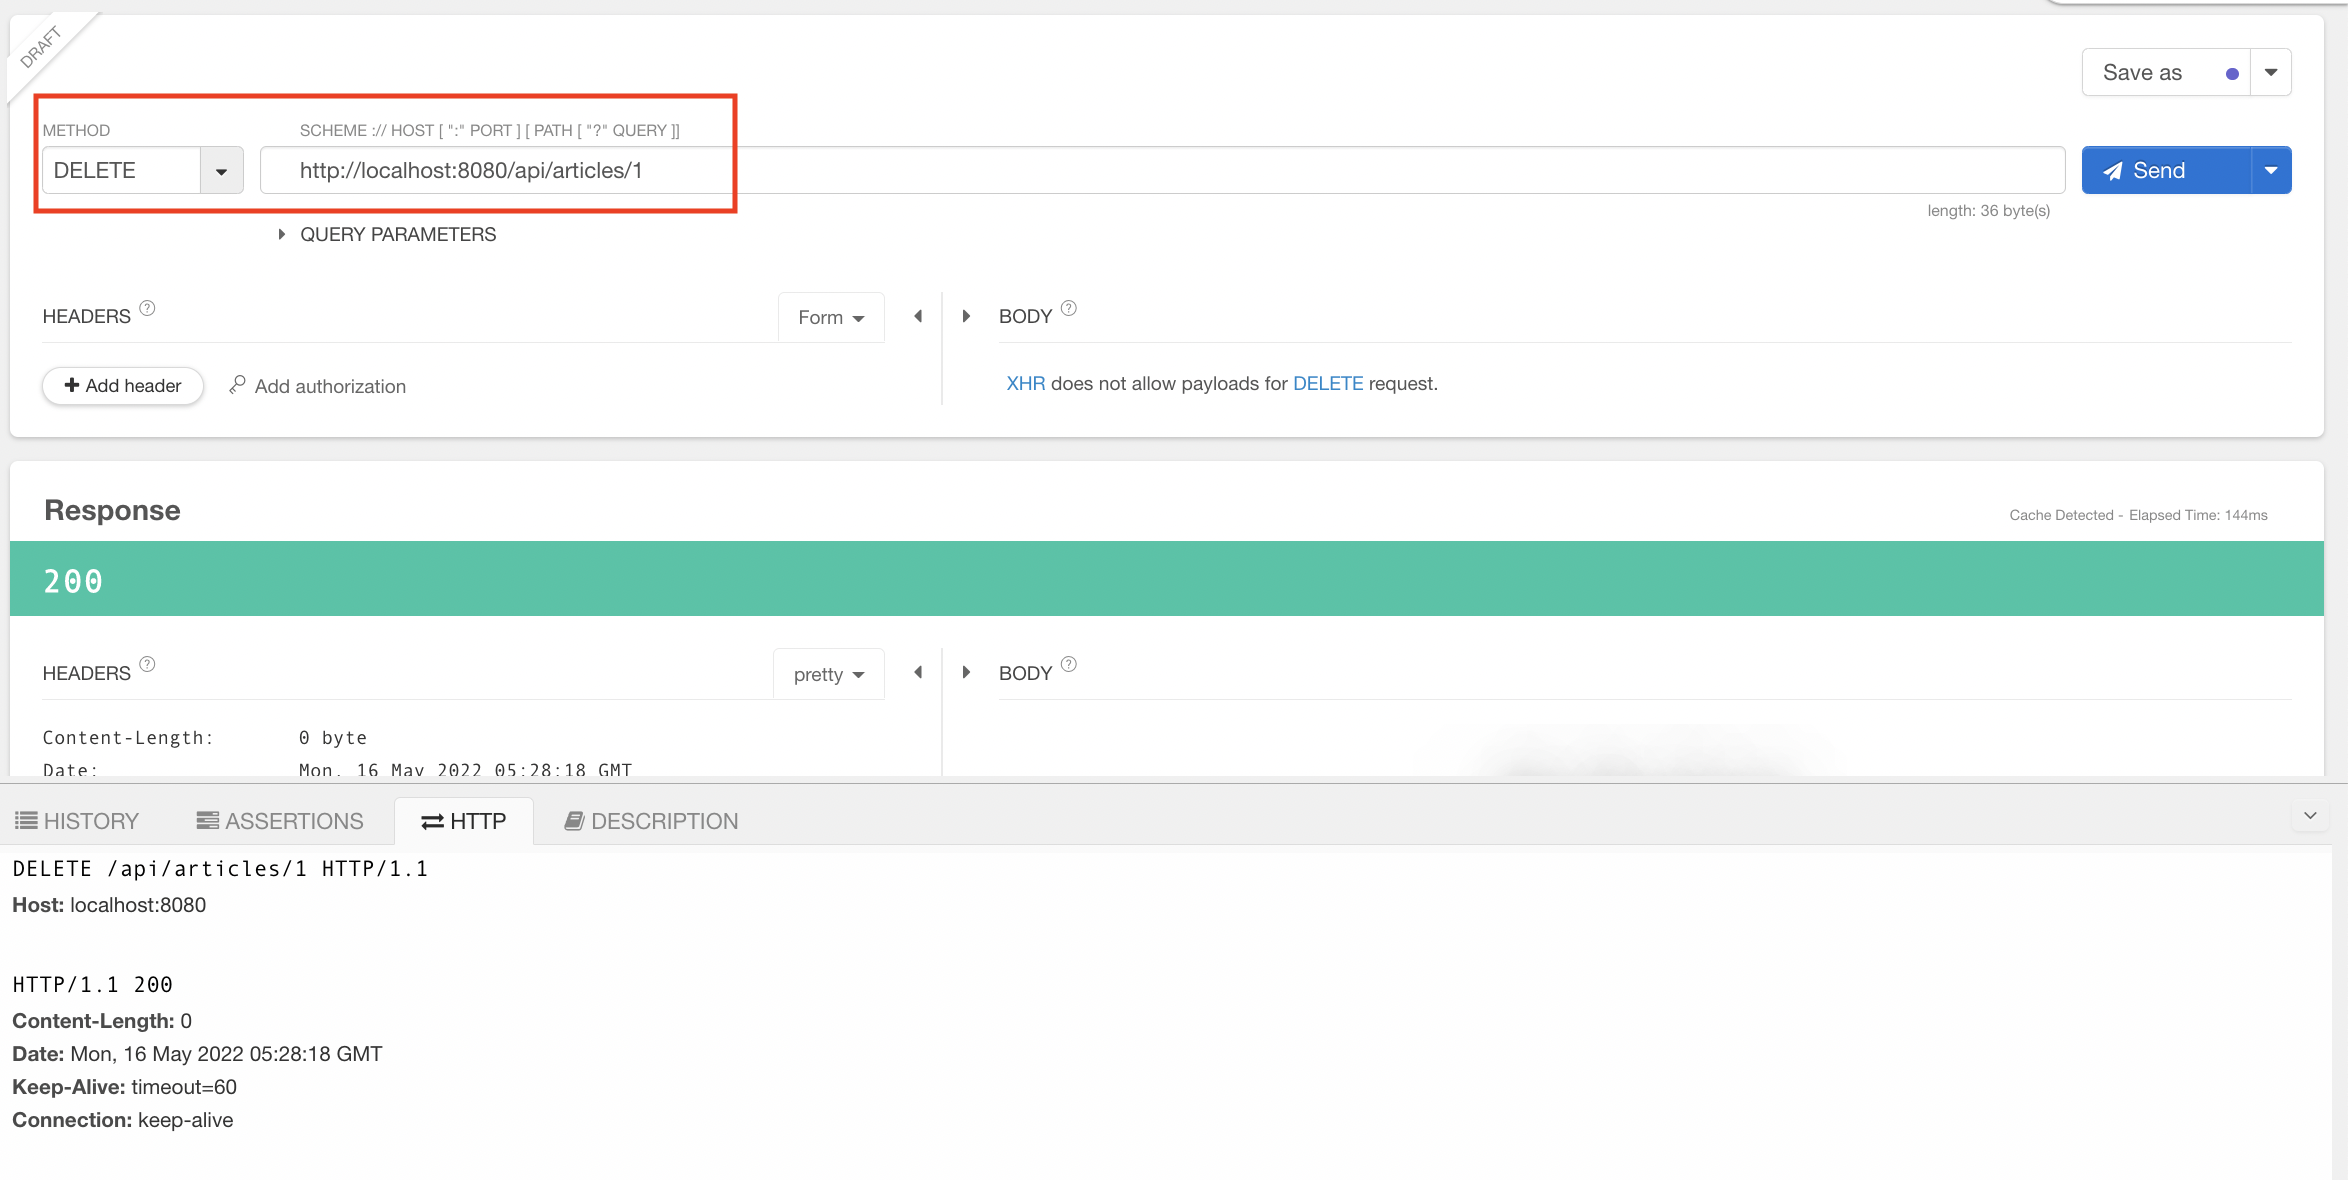 DRAFT
Save as
METHOD
SCHEME :// HOST [ ":" PORT ] [ PATH [ "?" QUERY ]]
DELETE
http://localhost:8080/api/articles/1
Send
length: 36 byte(s)
QUERY PARAMETERS
HEADERS ?
Form
BODY ?
Add header
Add authorization
XHR does not allow payloads for DELETE request.
Response
Cache Detected - Elapsed Time: 144ms
200
HEADERS ?
pretty
BODY ?
Content-Length: 0 byte
Date: Mon, 16 May 2022 05:28:18 GMT
HISTORY
ASSERTIONS
HTTP
DESCRIPTION
DELETE /api/articles/1 HTTP/1.1
Host: localhost:8080
HTTP/1.1 200
Content-Length: 0
Date: Mon, 16 May 2022 05:28:18 GMT
Keep-Alive: timeout=60
Connection: keep-alive